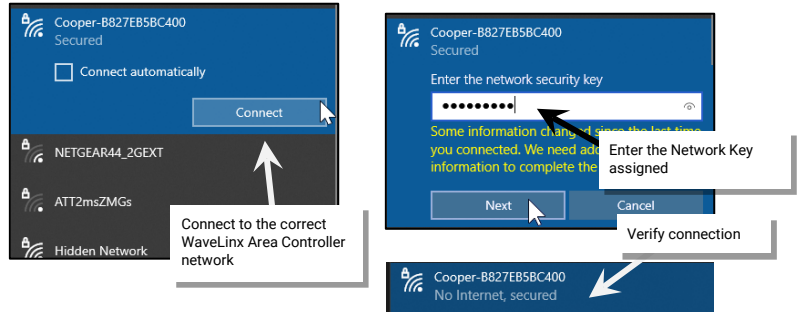 Cooper-B827EB5BC400
Secured
Connect automatically
Connect
NETGEAR44_2GEXT
ATT2msZMGs
Hidden Network
Connect to the correct
WaveLinx Area Controller
network
Cooper-B827EB5BC400
Secured
Enter the network security key
●●●●●●●●●
Some information changed since the last time
you connected. We need add
information to complete the
Next
Cancel
Enter the Network Key
assigned
Verify connection
Cooper-B827EB5BC400
No Internet, secured